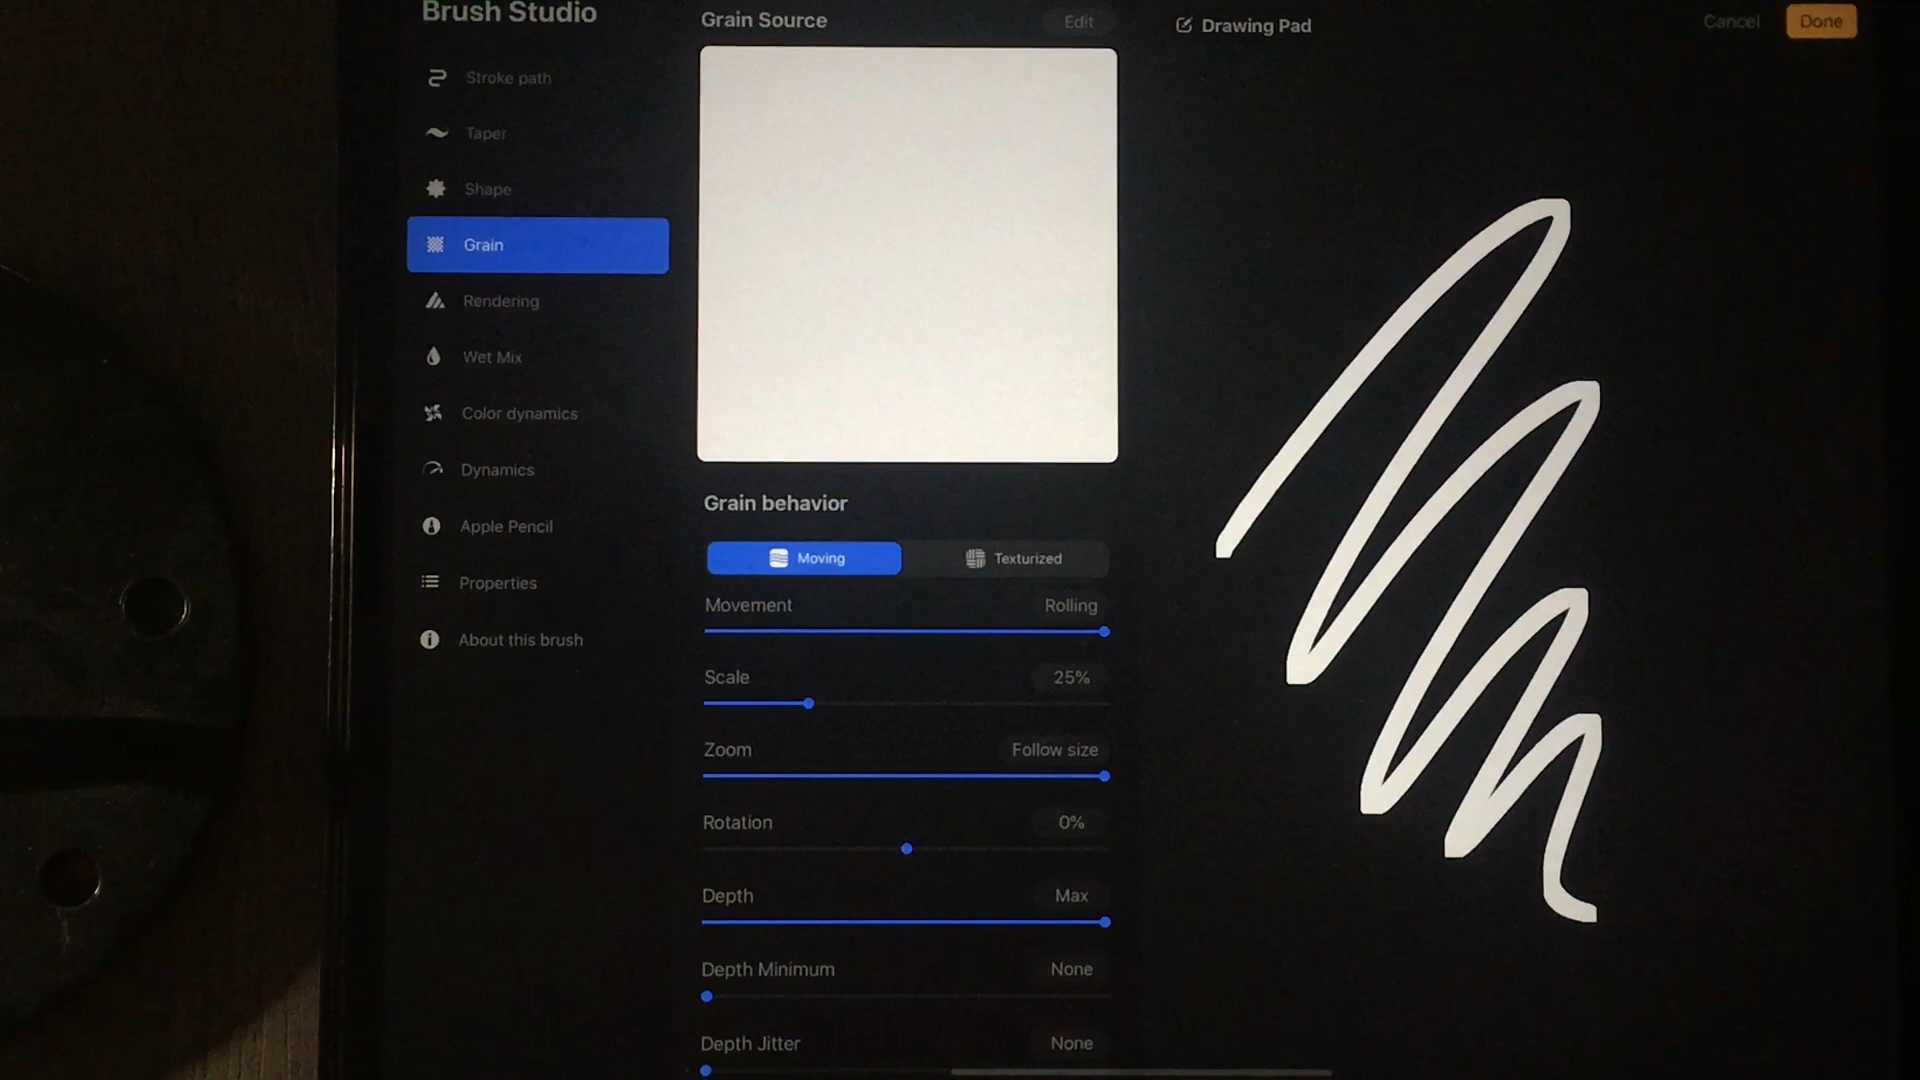 Brush Studio
Stroke path
Taper
Shape
Grain
Rendering
Wet Mix
Color dynamics
Dynamics
Apple Pencil
Properties
About this brush
Grain Source
Edit
Grain behavior
Moving
Texturized
Movement Rolling
Scale 25%
Zoom Follow size
Rotation 0%
Depth Max
Depth Minimum None
Depth Jitter None
Drawing Pad
Cancel
Done